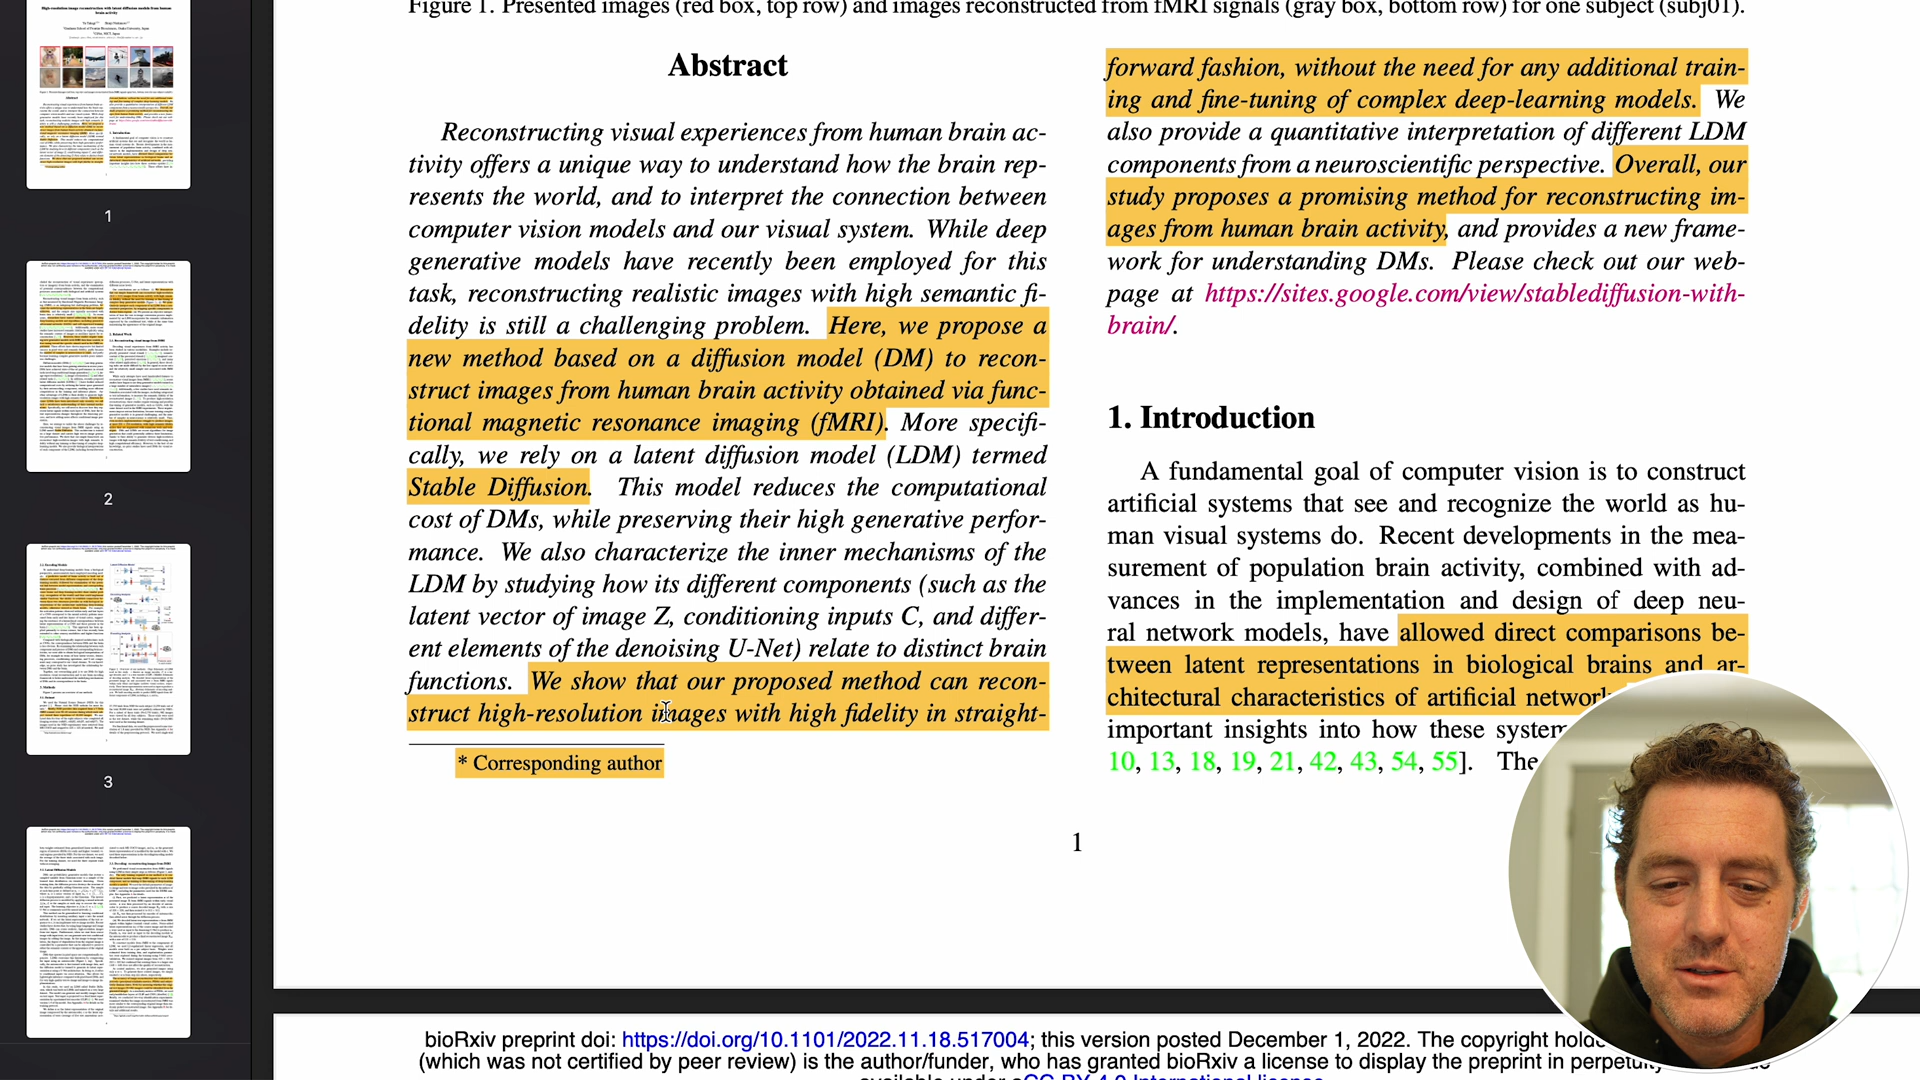 Figure 1. Presented images (red box, top row) and images reconstructed from fMRI signals (gray box, bottom row) for one subject (subj01).
Abstract
Reconstructing visual experiences from human brain ac-
tivity offers a unique way to understand how the brain rep-
resents the world, and to interpret the connection between
computer vision models and our visual system. While deep
generative models have recently been employed for this
task, reconstructing realistic images with high semantic fi-
delity is still a challenging problem. Here, we propose a
new method based on a diffusion model (DM) to recon-
struct images from human brain activity obtained via func-
tional magnetic resonance imaging (fMRI). More specifi-
cally, we rely on a latent diffusion model (LDM) termed
Stable Diffusion. This model reduces the computational
cost of DMs, while preserving their high generative perfor-
mance. We also characterize the inner mechanisms of the
LDM by studying how its different components (such as the
latent vector of image Z, conditioning inputs C, and differ-
ent elements of the denoising U-Net) relate to distinct brain
functions. We show that our proposed method can recon-
struct high-resolution images with high fidelity in straight-
* Corresponding author
forward fashion, without the need for any additional train-
ing and fine-tuning of complex deep-learning models. We
also provide a quantitative interpretation of different LDM
components from a neuroscientific perspective. Overall, our
study proposes a promising method for reconstructing im-
ages from human brain activity, and provides a new frame-
work for understanding DMs. Please check out our web-
page at https://sites.google.com/view/stablediffusion-with-
brain/.
1. Introduction
A fundamental goal of computer vision is to construct
artificial systems that see and recognize the world as hu-
man visual systems do. Recent developments in the mea-
surement of population brain activity, combined with ad-
vances in the implementation and design of deep neu-
ral network models, have allowed direct comparisons be-
tween latent representations in biological brains and ar-
chitectural characteristics of artificial network
important insights into how these system
10, 13, 18, 19, 21, 42, 43, 54, 55]. The
1
bioRxiv preprint doi: https://doi.org/10.1101/2022.11.18.517004; this version posted December 1, 2022. The copyright
(which was not certified by peer review) is the author/funder, who has granted bioRxiv a license to display the preprint in
1
2
3